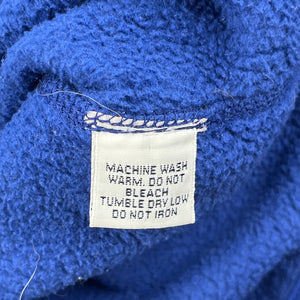 MACHINE WASH
WARM. DO NOT
BLEACH
TUMBLE DRY LOW
DO NOT IRON